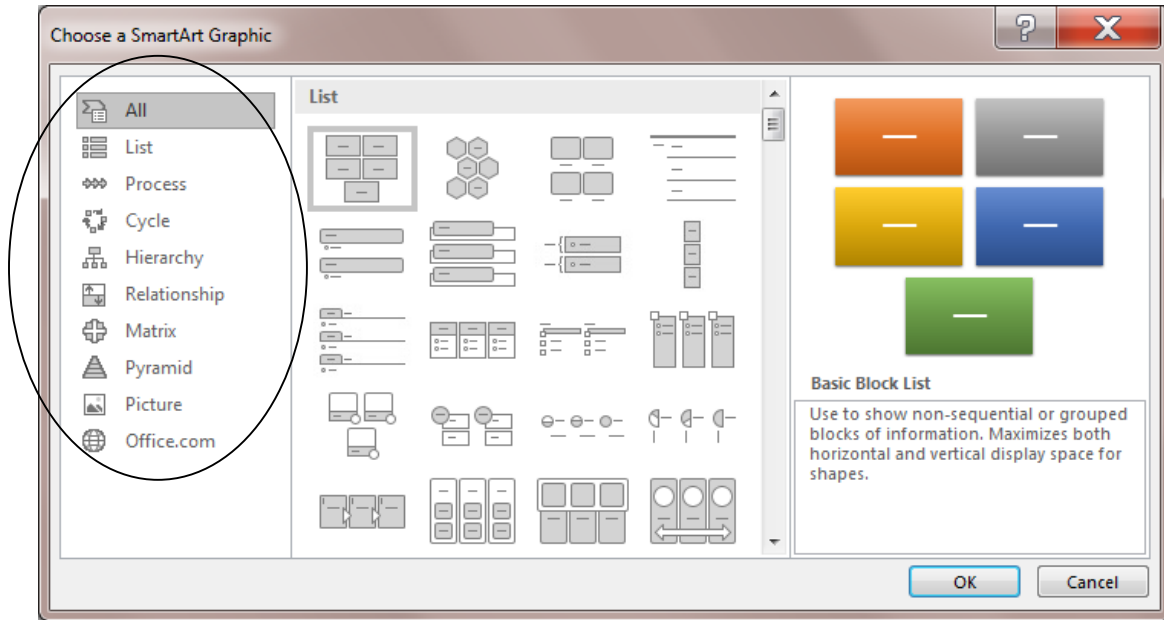 Choose a SmartArt Graphic
?
X
All
List
Process
Cycle
Hierarchy
Relationship
Matrix
Pyramid
Picture
Office.com
List
Basic Block List
Use to show non-sequential or grouped
blocks of information. Maximizes both
horizontal and vertical display space for
shapes.
OK
Cancel